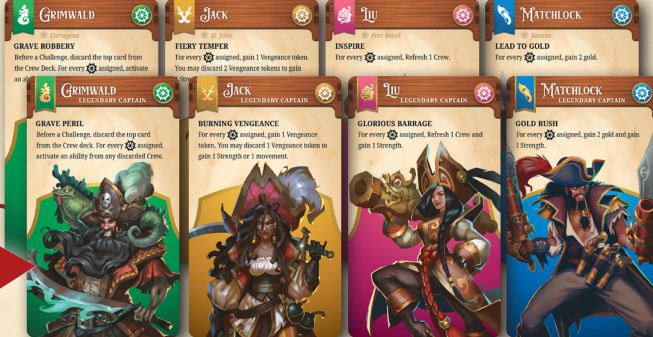 GRIMWALD
Cartagena
GRAVE ROBBERY
Before a Challenge, discard the top card from
the Crew Deck. For every assigned, activate
an
JACK
St. John
FIERY TEMPER
For every assigned, gain 1 Vengeance token.
You may discard 2 Vengeance tokens to gain
LIU
Port Royal
INSPIRE
For every assigned, Refresh 1 Crew.
MATCHLOCK
Nassau
LEAD TO GOLD
For every assigned, gain 2 gold.
GRIMWALD
LEGENDARY CAPTAIN
GRAVE PERIL
Before a Challenge, discard the top card
from the Crew deck. For every assigned,
activate an ability from any discarded Crew.
JACK
LEGENDARY CAPTAIN
BURNING VENGEANCE
For every assigned, gain 1 Vengeance
token. You may discard 1 Vengeance token to
gain 1 Strength or 1 movement.
LIU
LEGENDARY CAPTAIN
GLORIOUS BARRAGE
For every assigned, Refresh 1 Crew and
gain 1 Strength.
MATCHLOCK
LEGENDARY CAPTAIN
GOLD RUSH
For every assigned, gain 2 gold and gain
1 Strength.